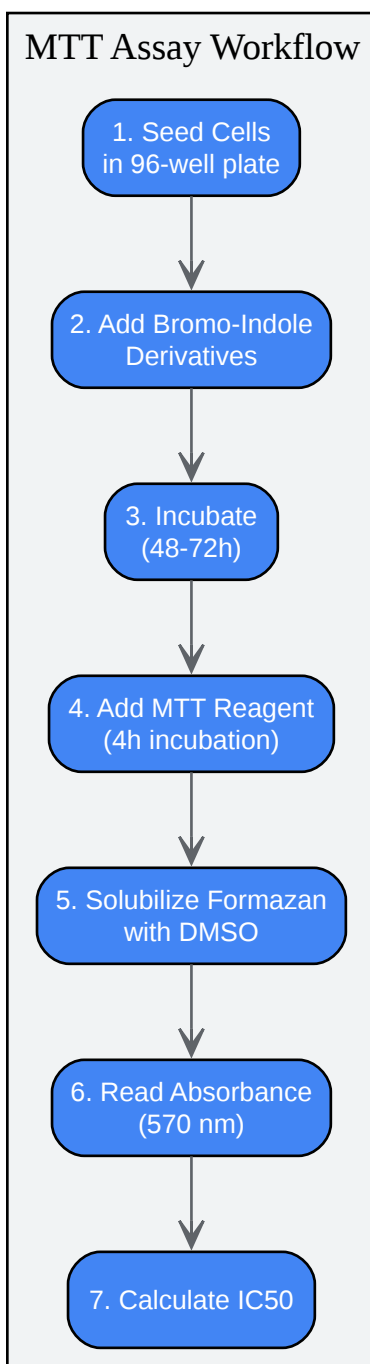 MTT Assay Workflow
1. Seed Cells
in 96-well plate
2. Add Bromo-Indole
Derivatives
3. Incubate
(48-72h)
4. Add MTT Reagent
(4h incubation)
5. Solubilize Formazan
with DMSO
6. Read Absorbance
(570 nm)
7. Calculate IC50